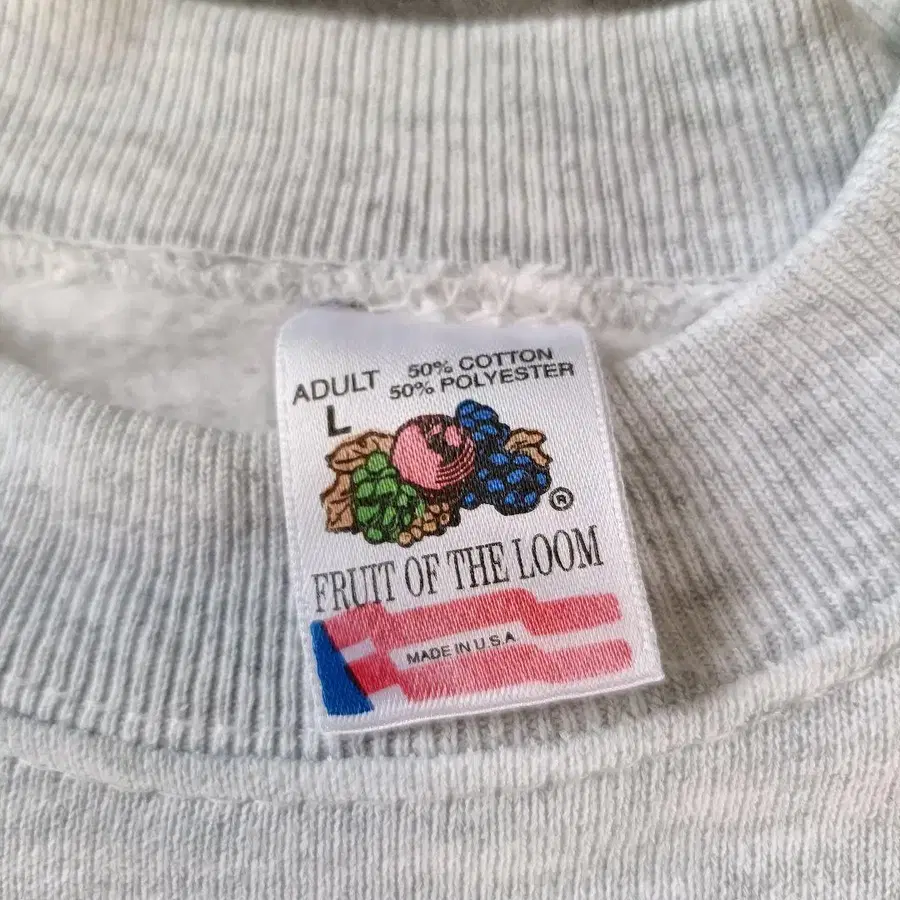 ADULT
50% COTTON
50% POLYESTER
L
®
FRUIT OF THE LOOM
MADE IN U.S.A